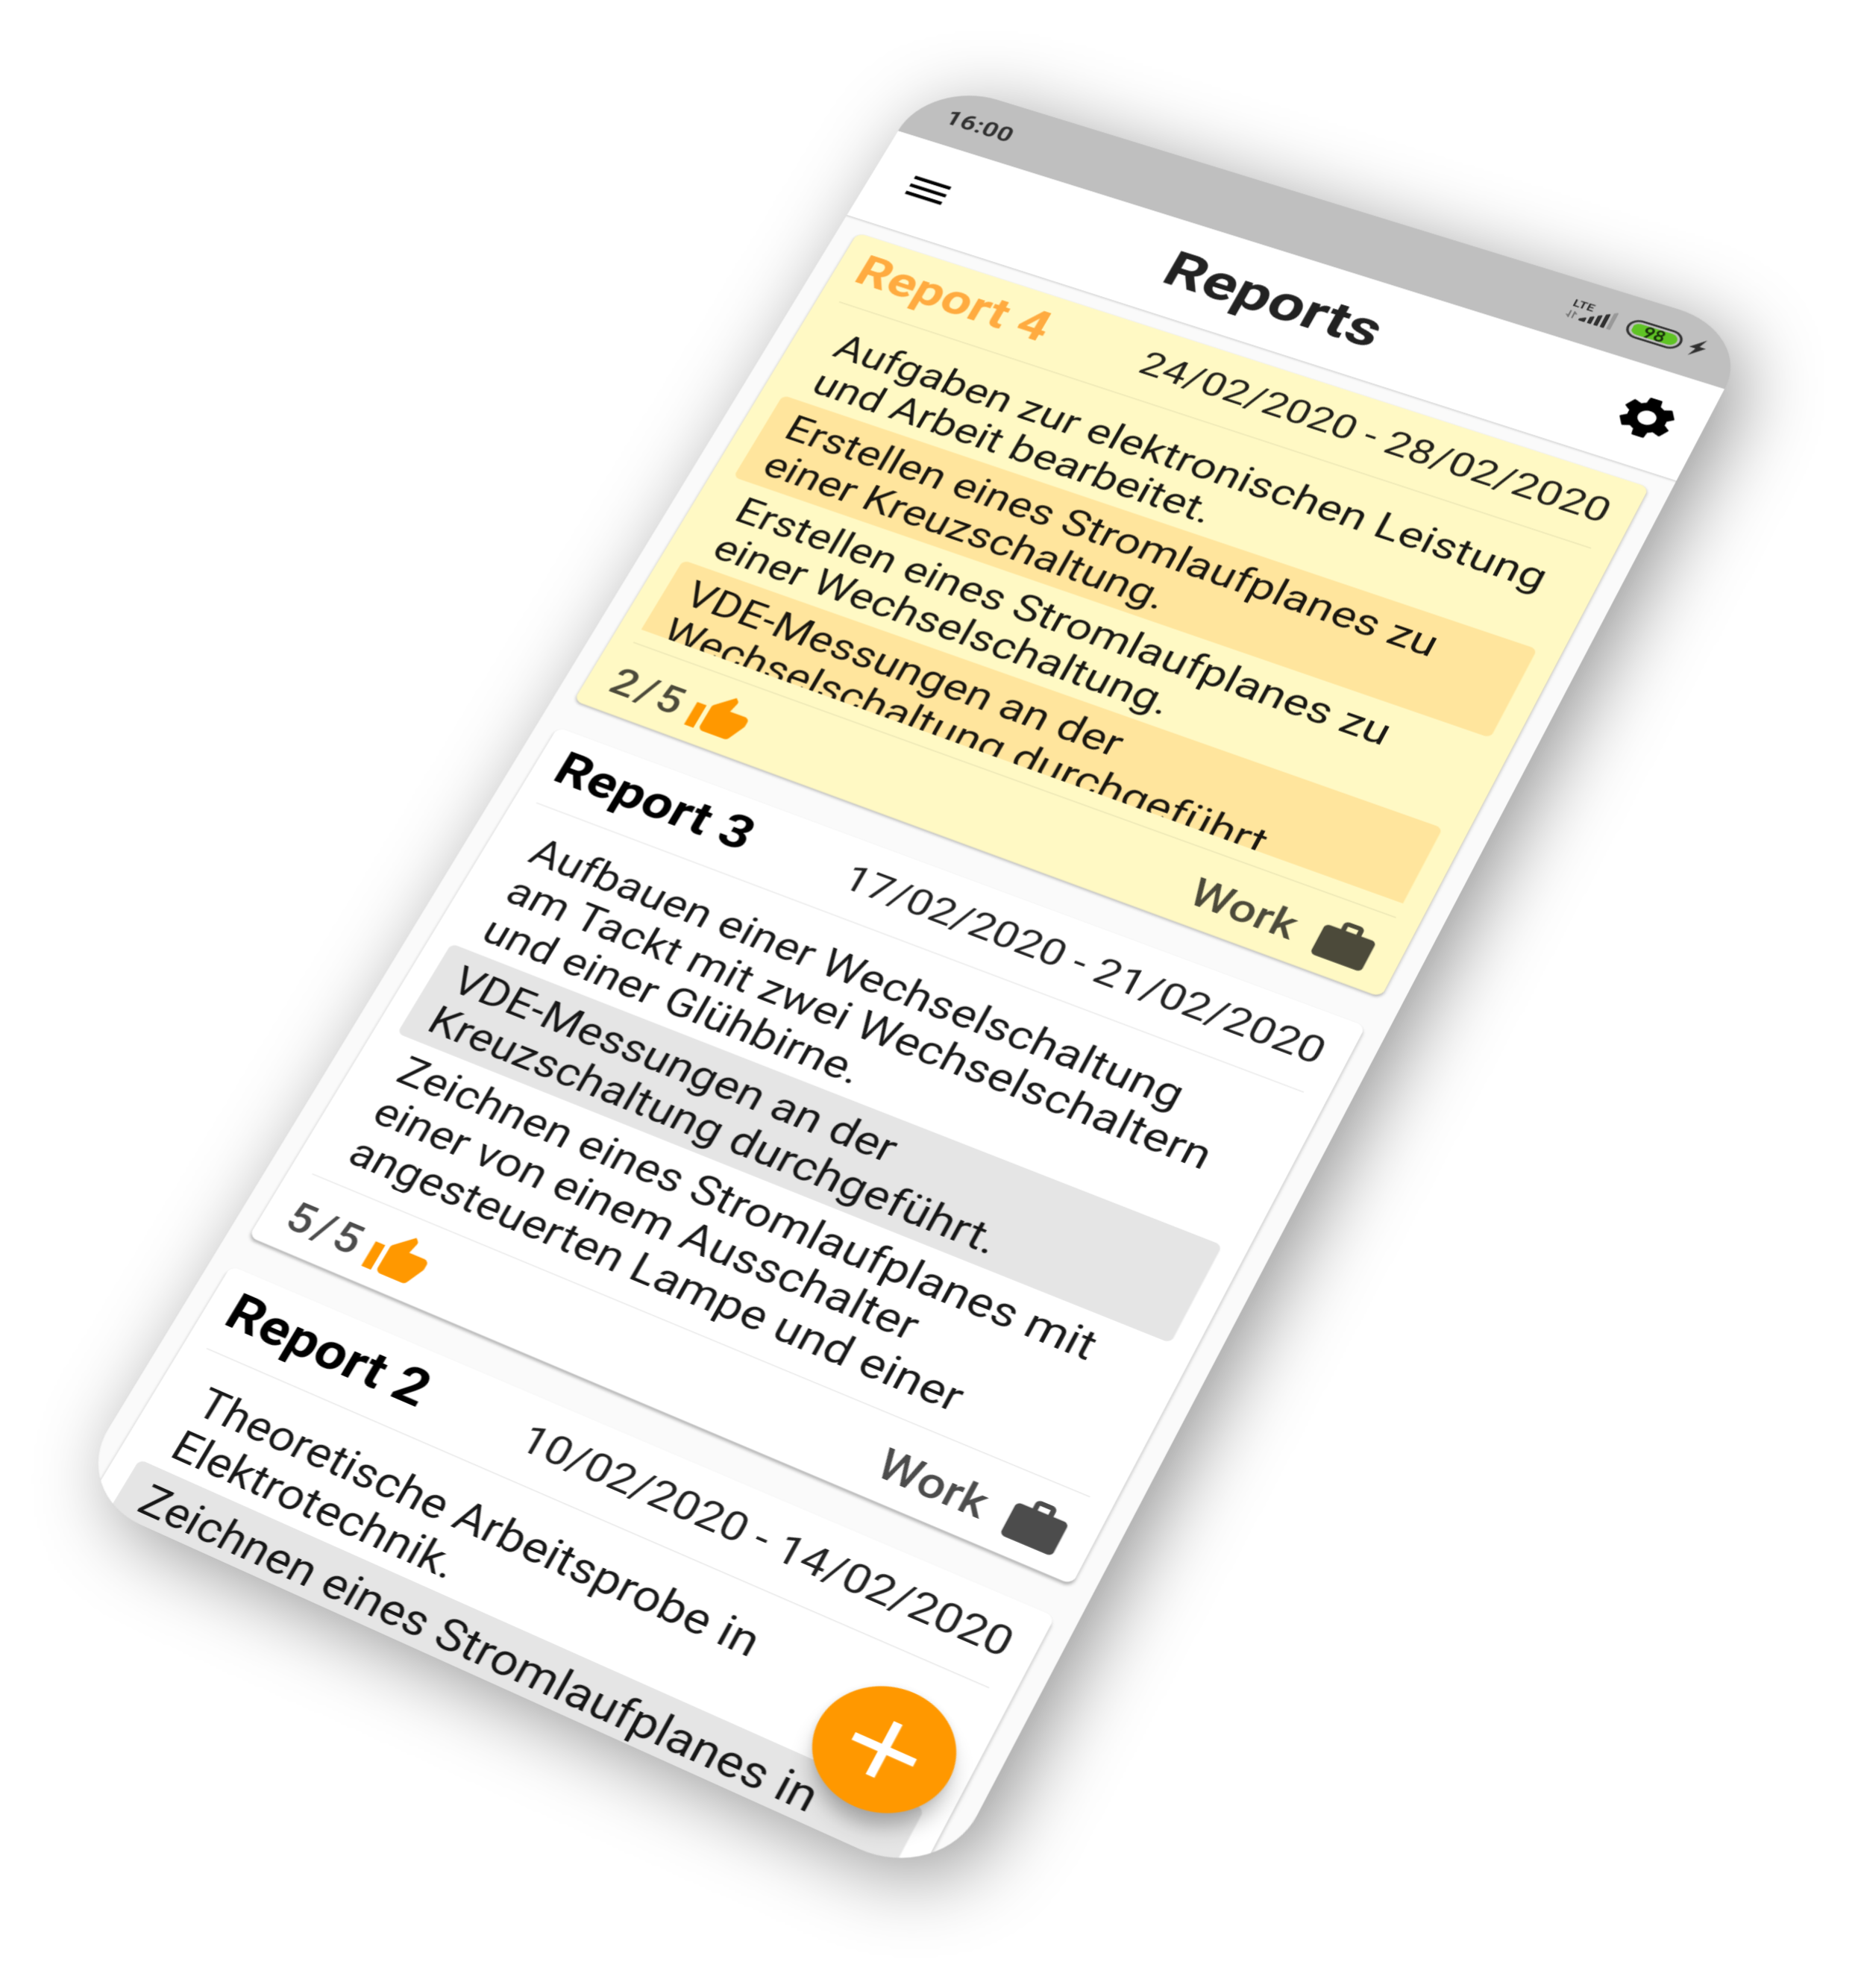 16:00
LTE
98
Reports
Report 4
24/02/2020 - 28/02/2020
Aufgaben zur elektronischen Leistung
und Arbeit bearbeitet.
Erstellen eines Stromlaufplanes zu
einer Kreuzschaltung.
Erstellen eines Stromlaufplanes zu
einer Wechselschaltung.
VDE-Messungen an der
Wechselschaltung durchgeführt
2/5
Work
Report 3
17/02/2020 - 21/02/2020
Aufbauen einer Wechselschaltung
am Tackt mit zwei Wechselschaltern
und einer Glühbirne.
VDE-Messungen an der
Kreuzschaltung durchgeführt.
Zeichnen eines Stromlaufplanes mit
einer von einem Ausschalter
angesteuerten Lampe und einer
5/5
Work
Report 2
10/02/2020 - 14/02/2020
Theoretische Arbeitsprobe in
Elektrotechnik.
Zeichnen eines Stromlaufplanes in